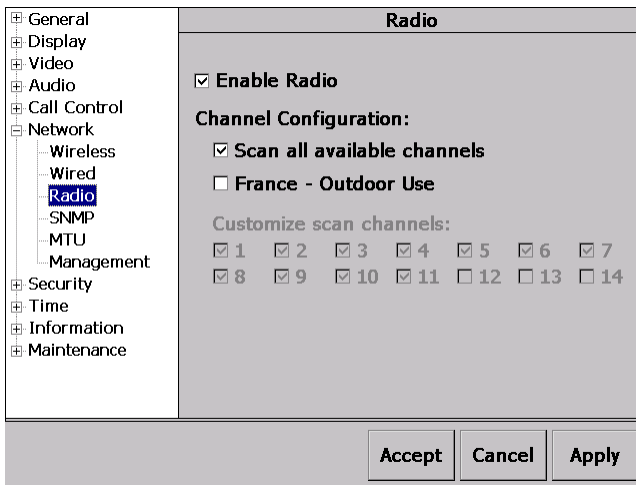 General
Display
Video
Audio
Call Control
Network
Wireless
Wired
Radio
SNMP
MTU
Management
Security
Time
Information
Maintenance
Radio
Enable Radio
Channel Configuration:
Scan all available channels
France - Outdoor Use
Customize scan channels:
1 2 3 4 5 6 7
8 9 10 11 12 13 14
Accept Cancel Apply